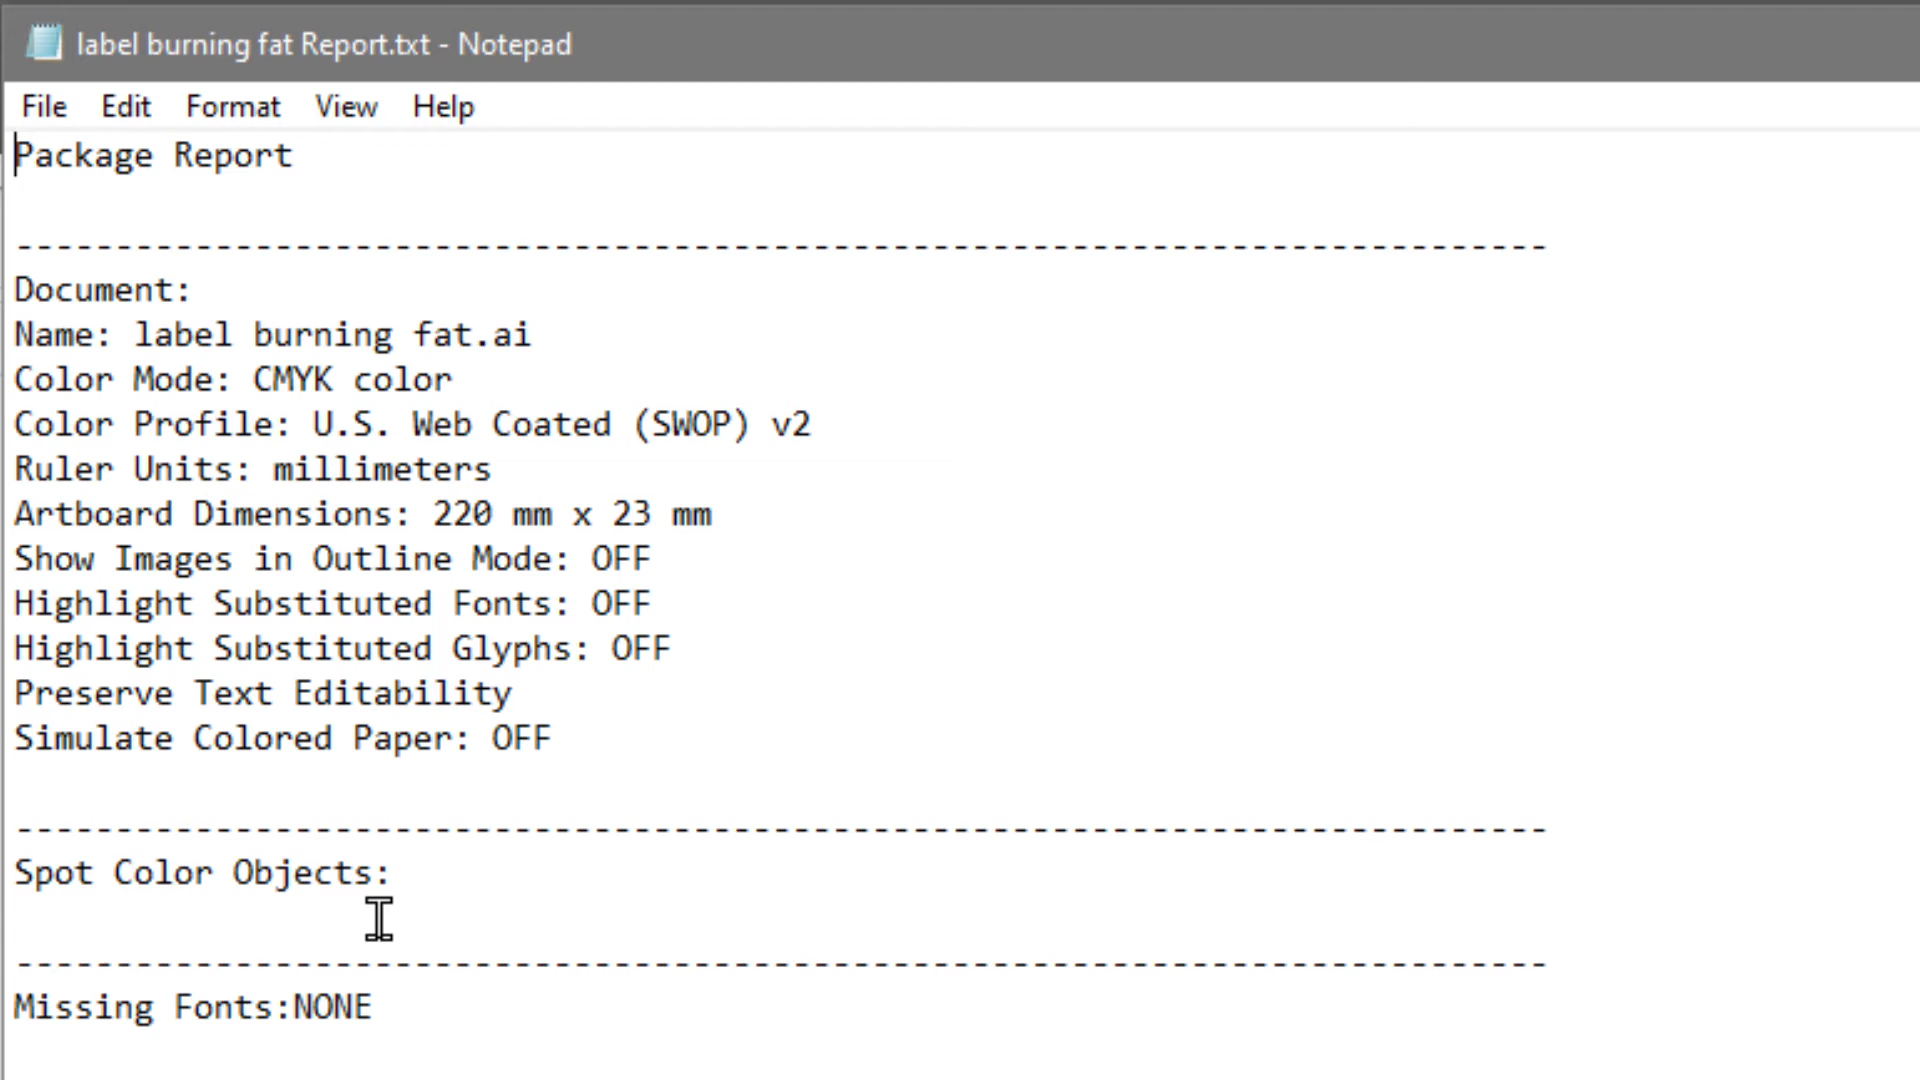 label burning fat Report.txt - Notepad
File Edit Format View Help
Package Report
-----------------------------------------------------------------------------
Document:
Name: label burning fat.ai
Color Mode: CMYK color
Color Profile: U.S. Web Coated (SWOP) v2
Ruler Units: millimeters
Artboard Dimensions: 220 mm x 23 mm
Show Images in Outline Mode: OFF
Highlight Substituted Fonts: OFF
Highlight Substituted Glyphs: OFF
Preserve Text Editability
Simulate Colored Paper: OFF
-----------------------------------------------------------------------------
Spot Color Objects:
-----------------------------------------------------------------------------
Missing Fonts:NONE